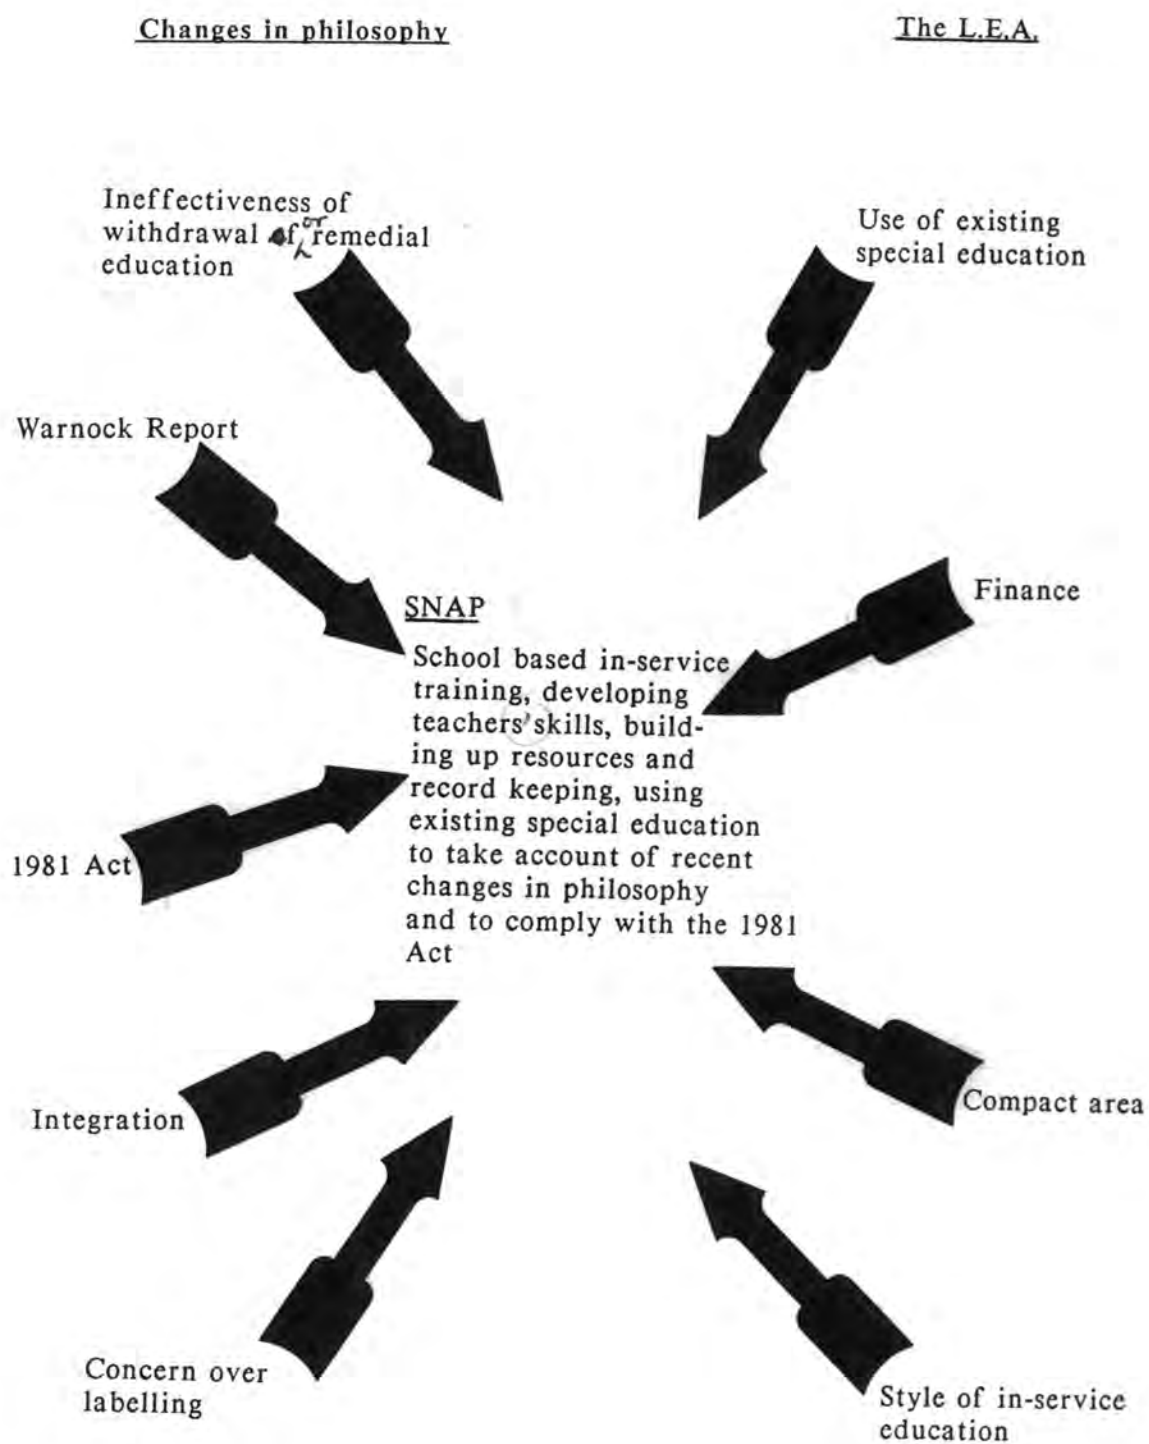 Changes in philosophy
The L.E.A.
Ineffectiveness of
withdrawal of or remedial
education
Use of existing
special education
Warnock Report
Finance
SNAP
School based in-service
training, developing
teachers' skills, build-
ing up resources and
record keeping, using
existing special education
to take account of recent
changes in philosophy
and to comply with the 1981
Act
1981 Act
Integration
Compact area
Concern over
labelling
Style of in-service
education